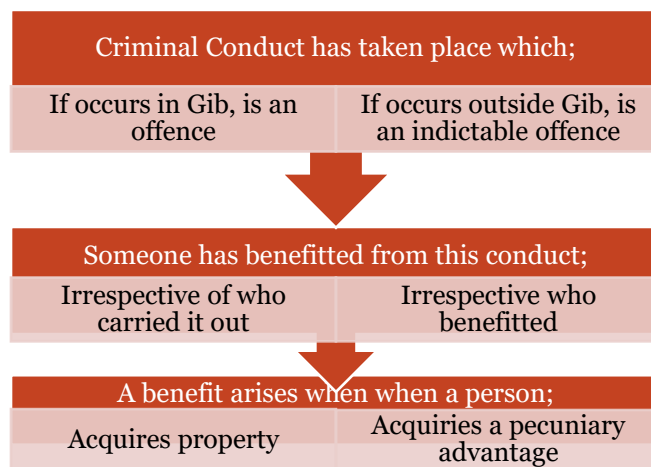 Criminal Conduct has taken place which;
If occurs in Gib, is an
offence
If occurs outside Gib, is
an indictable offence
Someone has benefitted from this conduct;
Irrespective of who
carried it out
Irrespective who
benefitted
A benefit arises when when a person;
Acquires property
Acquiries a pecuniary
advantage